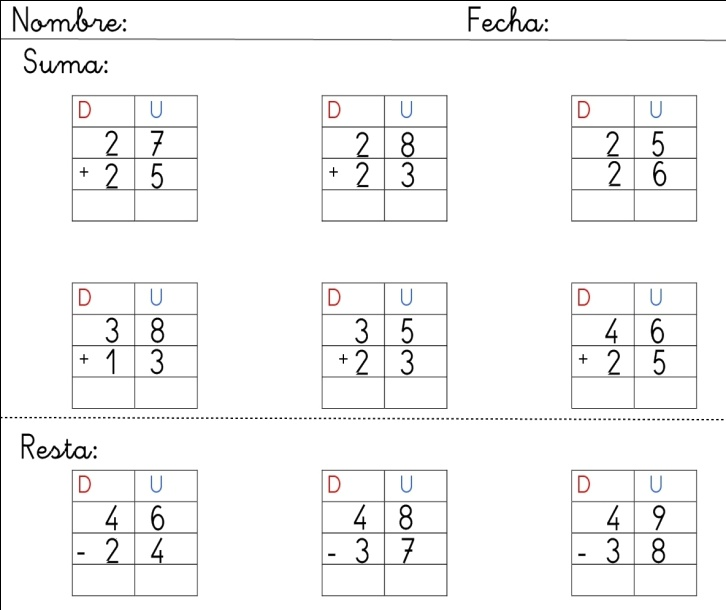 Nombre: Fecha:
Suma:
D U D U D U
2 7 2 8 2 5
+ 2 5 + 2 3 2 6
D U D U D U
3 8 3 5 4 6
+ 1 3 + 2 3 + 2 5
Resta:
D U D U D U
4 6 4 8 4 9
- 2 4 - 3 7 - 3 8